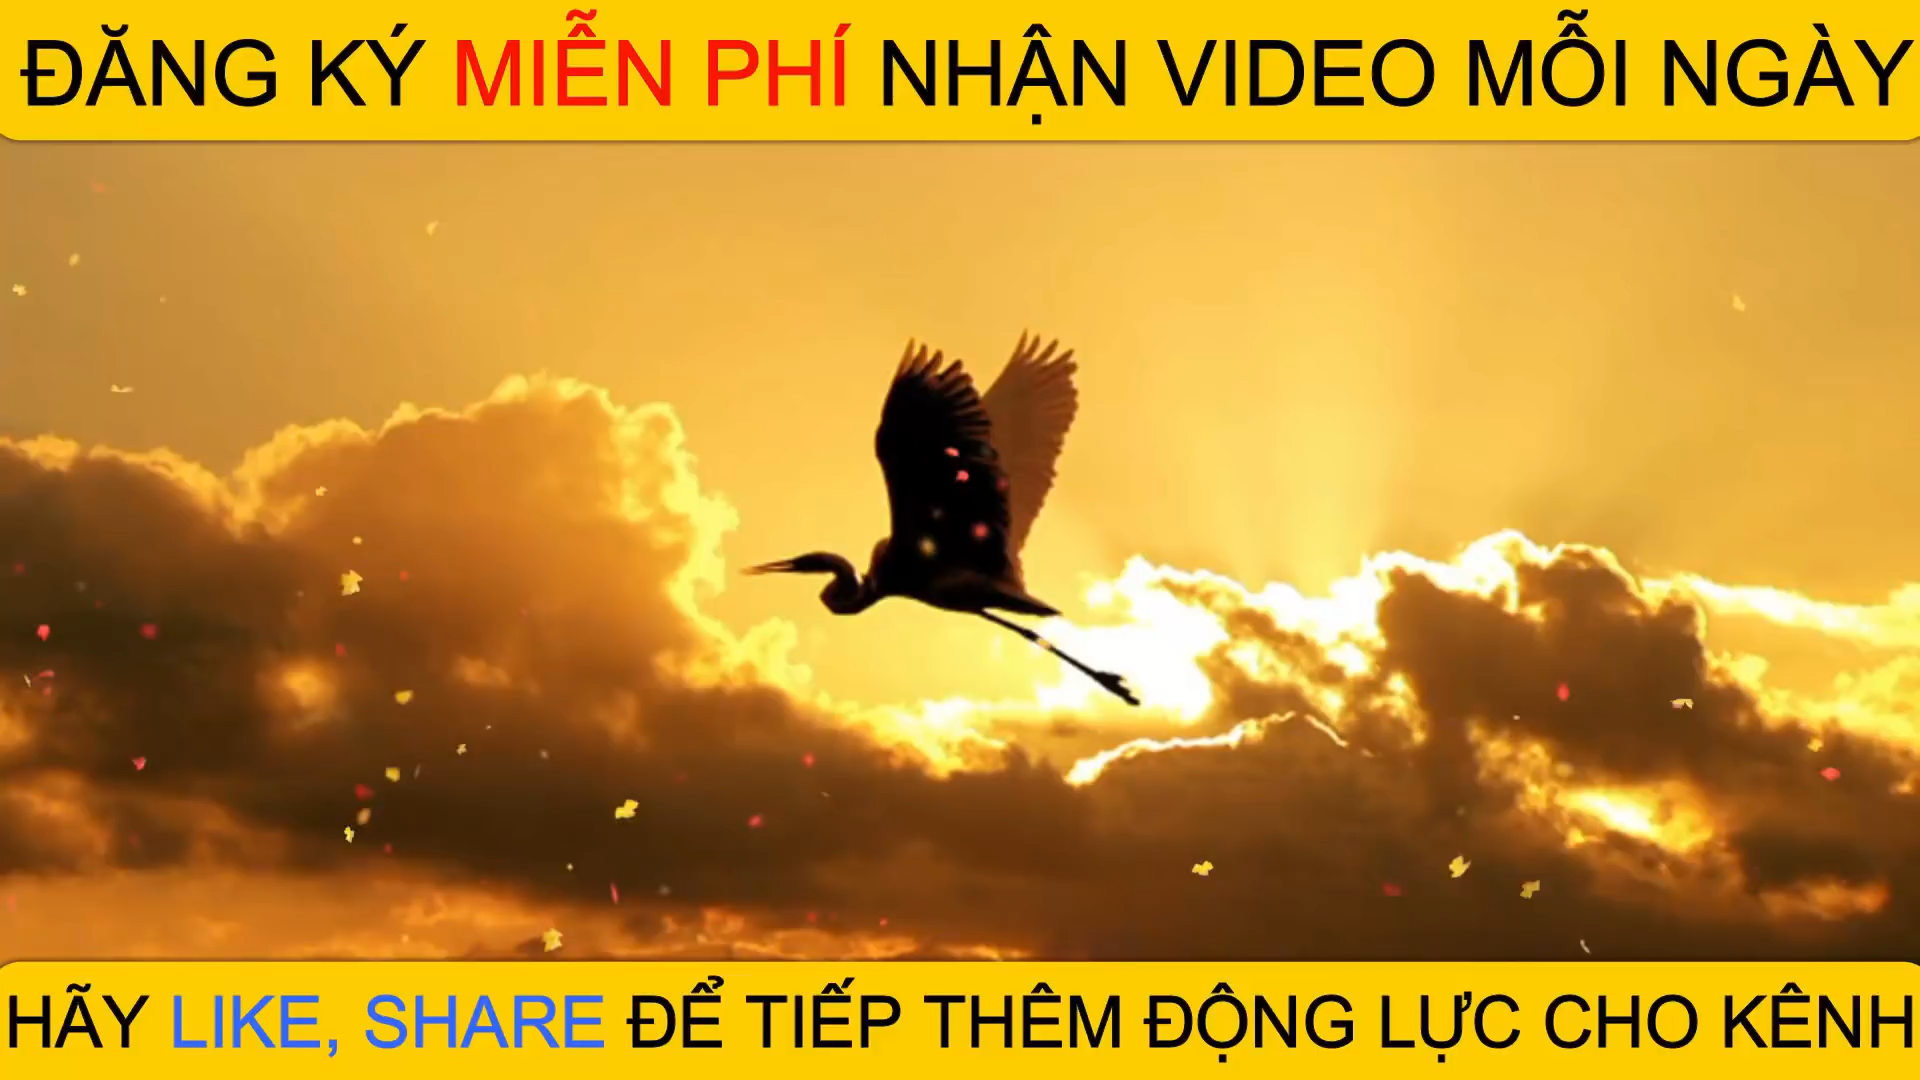 ĐĂNG KÝ MIỄN PHÍ NHẬN VIDEO MỖI NGÀY
HÃY LIKE, SHARE ĐỂ TIẾP THÊM ĐỘNG LỰC CHO KÊNH